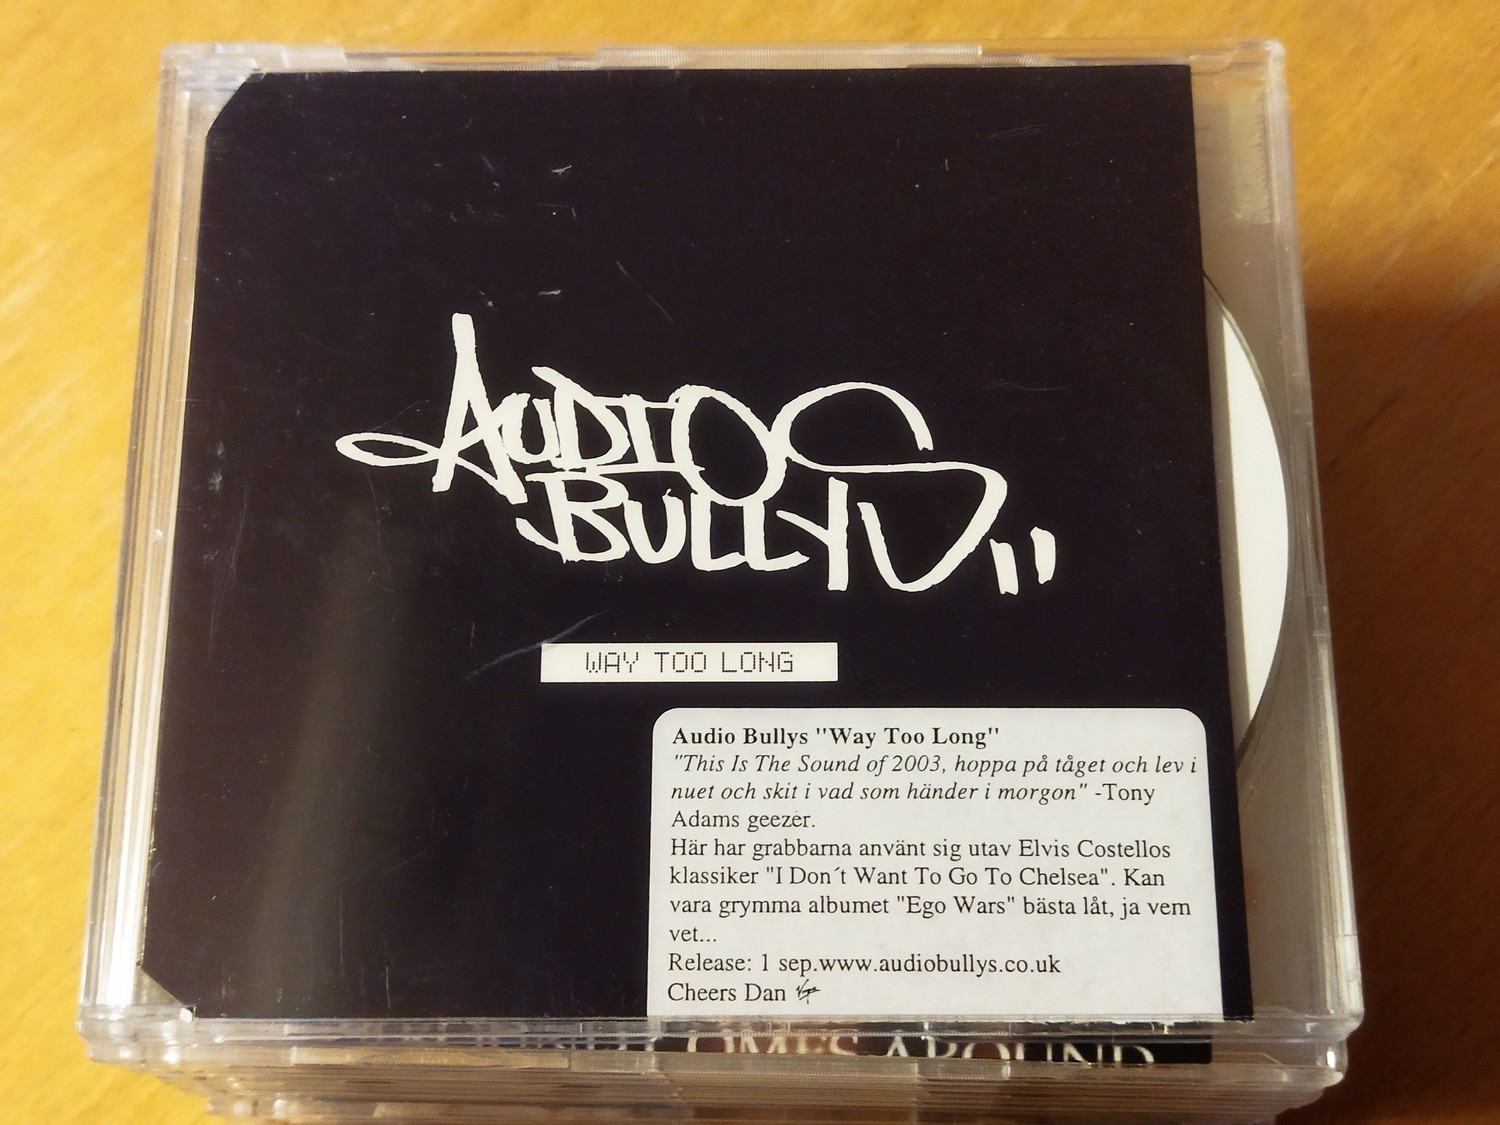 AUDIO
BULLYS
WAY TOO LONG
Audio Bullys "Way Too Long"
"This Is The Sound of 2003, hoppa på tåget och lev i
nuet och skit i vad som händer i morgon" -Tony
Adams geezer.
Här har grabbarna använt sig utav Elvis Costellos
klassiker "I Don´t Want To Go To Chelsea". Kan
vara grymma albumet "Ego Wars" bästa låt, ja vem
vet...
Release: 1 sep.www.audiobullys.co.uk
Cheers Dan Virgin
AROUND